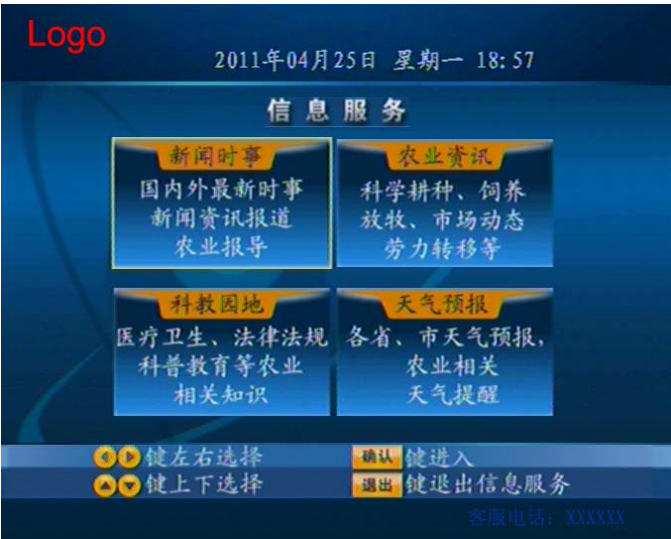 Logo
2011年04月25日 星期一 18:57
信息服务
新闻时事
国内外最新时事
新闻资讯报道
农业报导
农业资讯
科学耕种、饲养
放牧、市场动态
劳力转移等
科教园地
医疗卫生、法律法规
科普教育等农业
相关知识
天气预报
各省、市天气预报，
农业相关
天气提醒
键左右选择
确认 键进入
键上下选择
退出 键退出信息服务
客服电话：XXXXXX